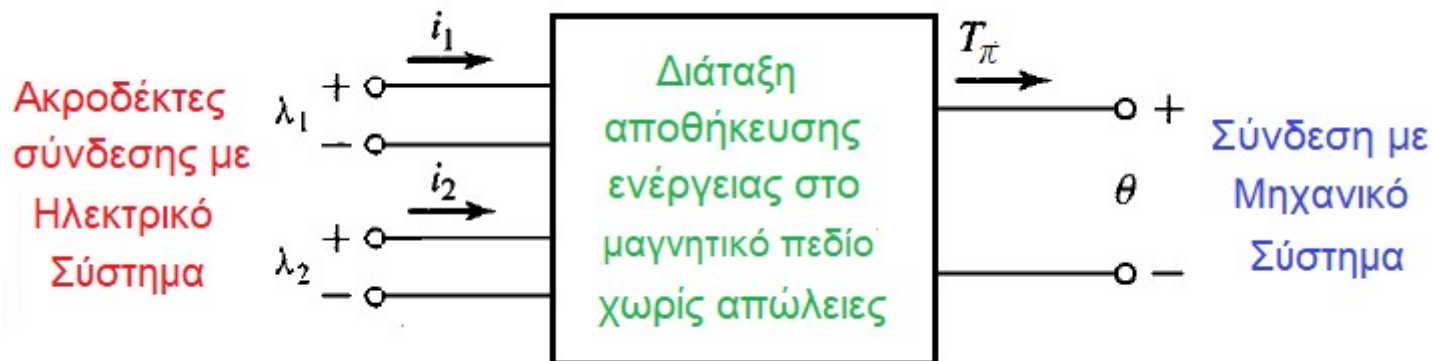 Ακροδέκτες
σύνδεσης με
Ηλεκτρικό
Σύστημα
i₁
+
λ₁
−
i₂
+
λ₂
−
Διάταξη
αποθήκευσης
ενέργειας στο
μαγνητικό πεδίο
χωρίς απώλειες
T_π
+
θ
−
Σύνδεση με
Μηχανικό
Σύστημα